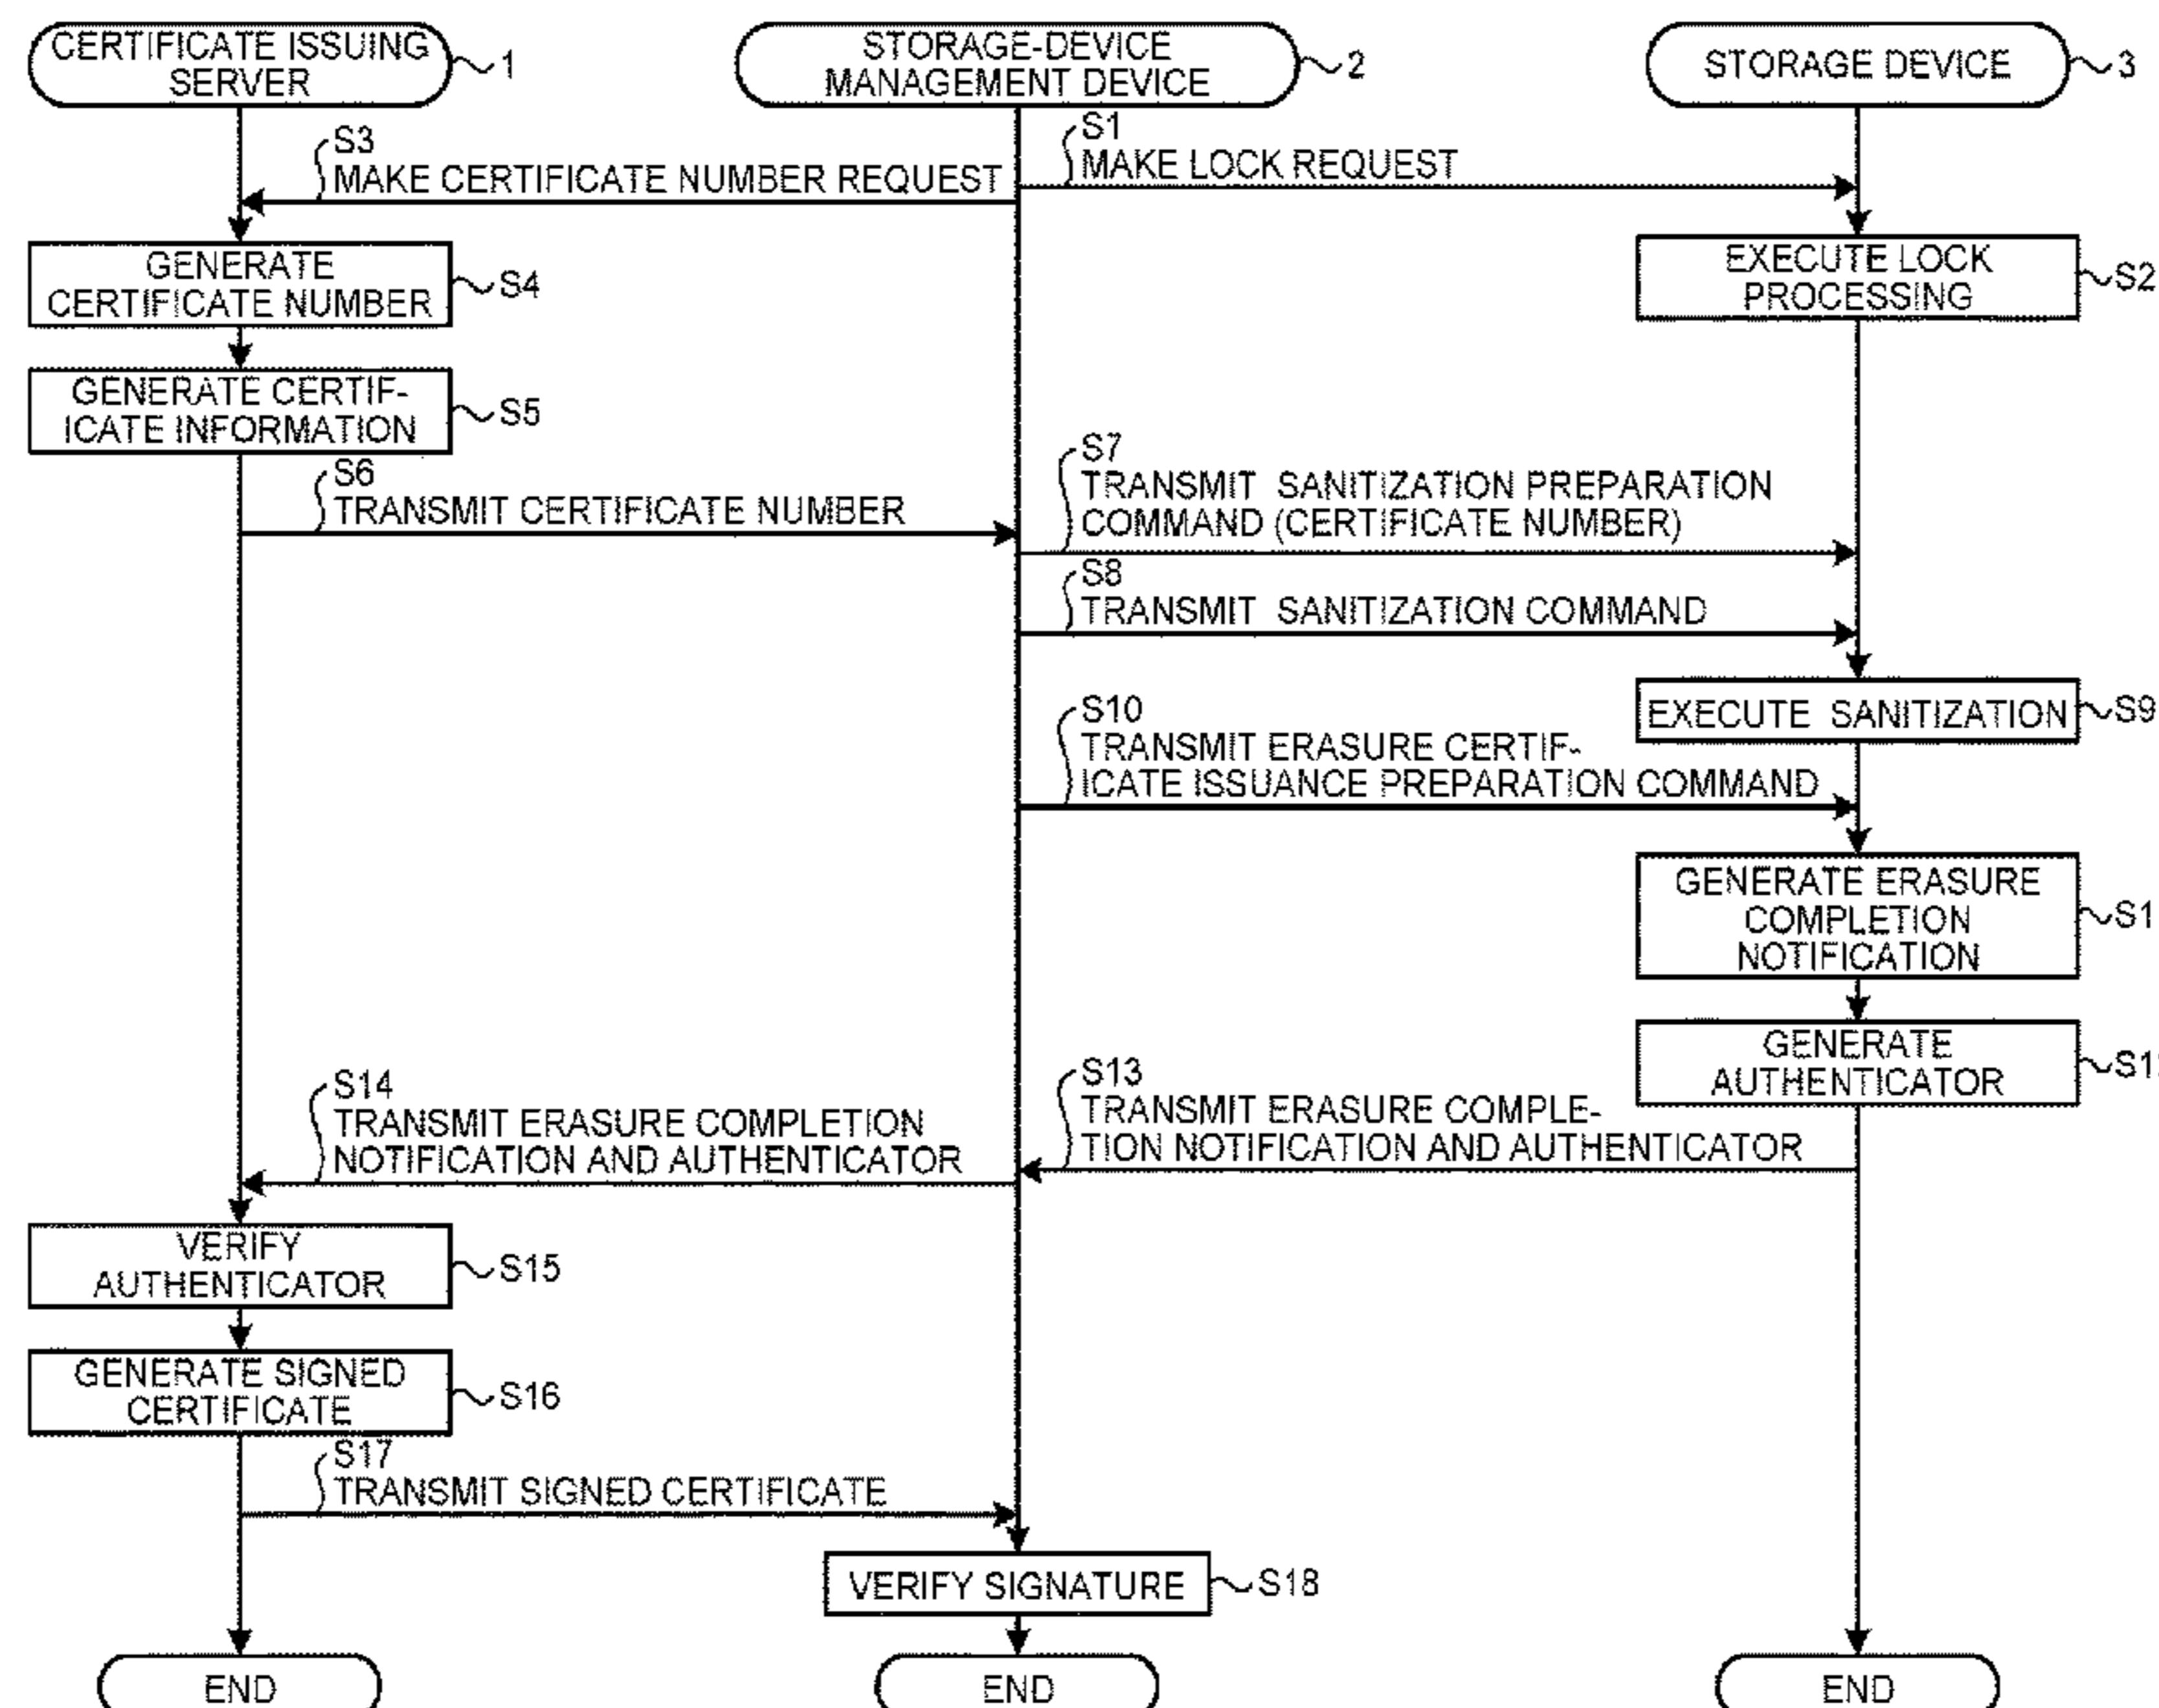 CERTIFICATE ISSUING
SERVER
1
STORAGE-DEVICE
MANAGEMENT DEVICE
2
STORAGE DEVICE
3
S3
MAKE CERTIFICATE NUMBER REQUEST
S1
MAKE LOCK REQUEST
GENERATE
CERTIFICATE NUMBER
S4
EXECUTE LOCK
PROCESSING
S2
GENERATE CERTIF-
ICATE INFORMATION
S5
S6
TRANSMIT CERTIFICATE NUMBER
S7
TRANSMIT SANITIZATION PREPARATION
COMMAND (CERTIFICATE NUMBER)
S8
TRANSMIT SANITIZATION COMMAND
EXECUTE SANITIZATION
S9
S10
TRANSMIT ERASURE CERTIF-
ICATE ISSUANCE PREPARATION COMMAND
GENERATE ERASURE
COMPLETION
NOTIFICATION
S1
GENERATE
AUTHENTICATOR
S1
S13
TRANSMIT ERASURE COMPLE-
TION NOTIFICATION AND AUTHENTICATOR
S14
TRANSMIT ERASURE COMPLETION
NOTIFICATION AND AUTHENTICATOR
VERIFY
AUTHENTICATOR
S15
GENERATE SIGNED
CERTIFICATE
S16
S17
TRANSMIT SIGNED CERTIFICATE
VERIFY SIGNATURE
S18
END
END
END